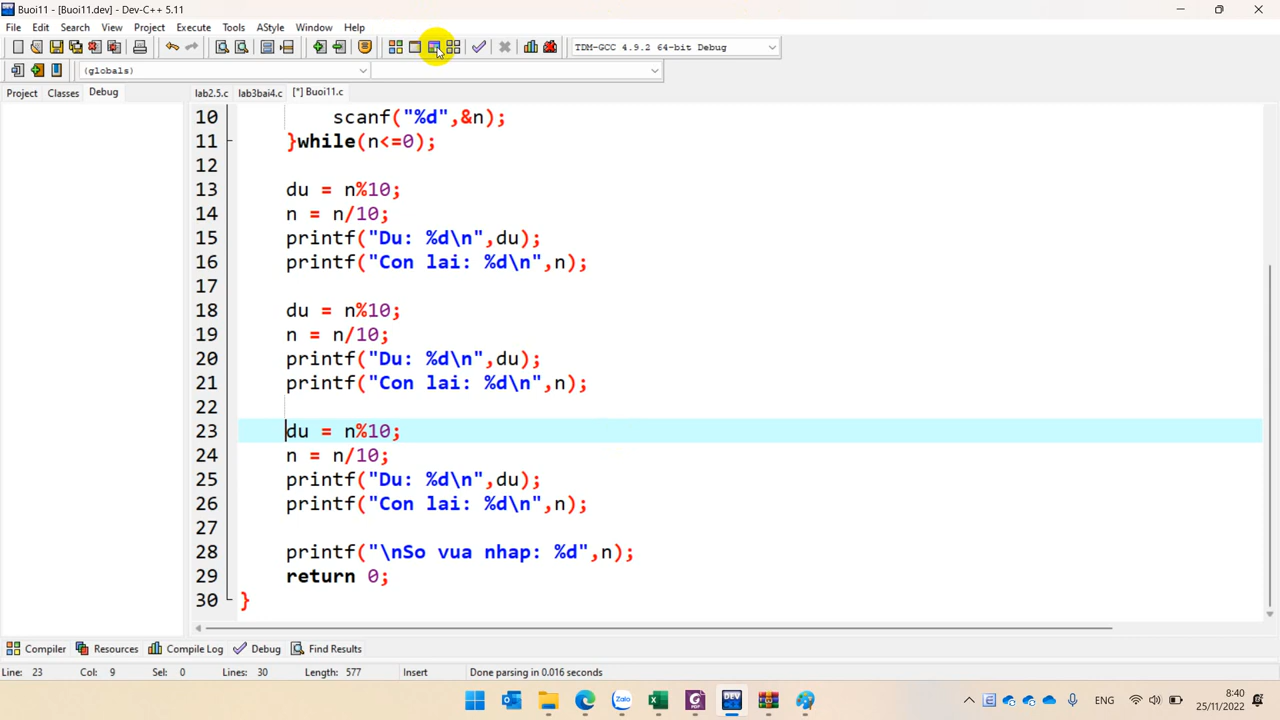 Buoi11 - [Buoi11.dev] - Dev-C++ 5.11
File Edit Search View Project Execute Tools AStyle Window Help
TDM-GCC 4.9.2 64-bit Debug
(globals)
Project Classes Debug
lab2.5.c lab3bai4.c [*] Buoi11.c
10 scanf("%d",&n);
11 }while(n<=0);
12
13 du = n%10;
14 n = n/10;
15 printf("Du: %d\n",du);
16 printf("Con lai: %d\n",n);
17
18 du = n%10;
19 n = n/10;
20 printf("Du: %d\n",du);
21 printf("Con lai: %d\n",n);
22
23 du = n%10;
24 n = n/10;
25 printf("Du: %d\n",du);
26 printf("Con lai: %d\n",n);
27
28 printf("\nSo vua nhap: %d",n);
29 return 0;
30 }
Compiler Resources Compile Log Debug Find Results
Line: 23 Col: 9 Sel: 0 Lines: 30 Length: 577 Insert Done parsing in 0.016 seconds
Zalo PDF DEV ENG 8:40
25/11/2022